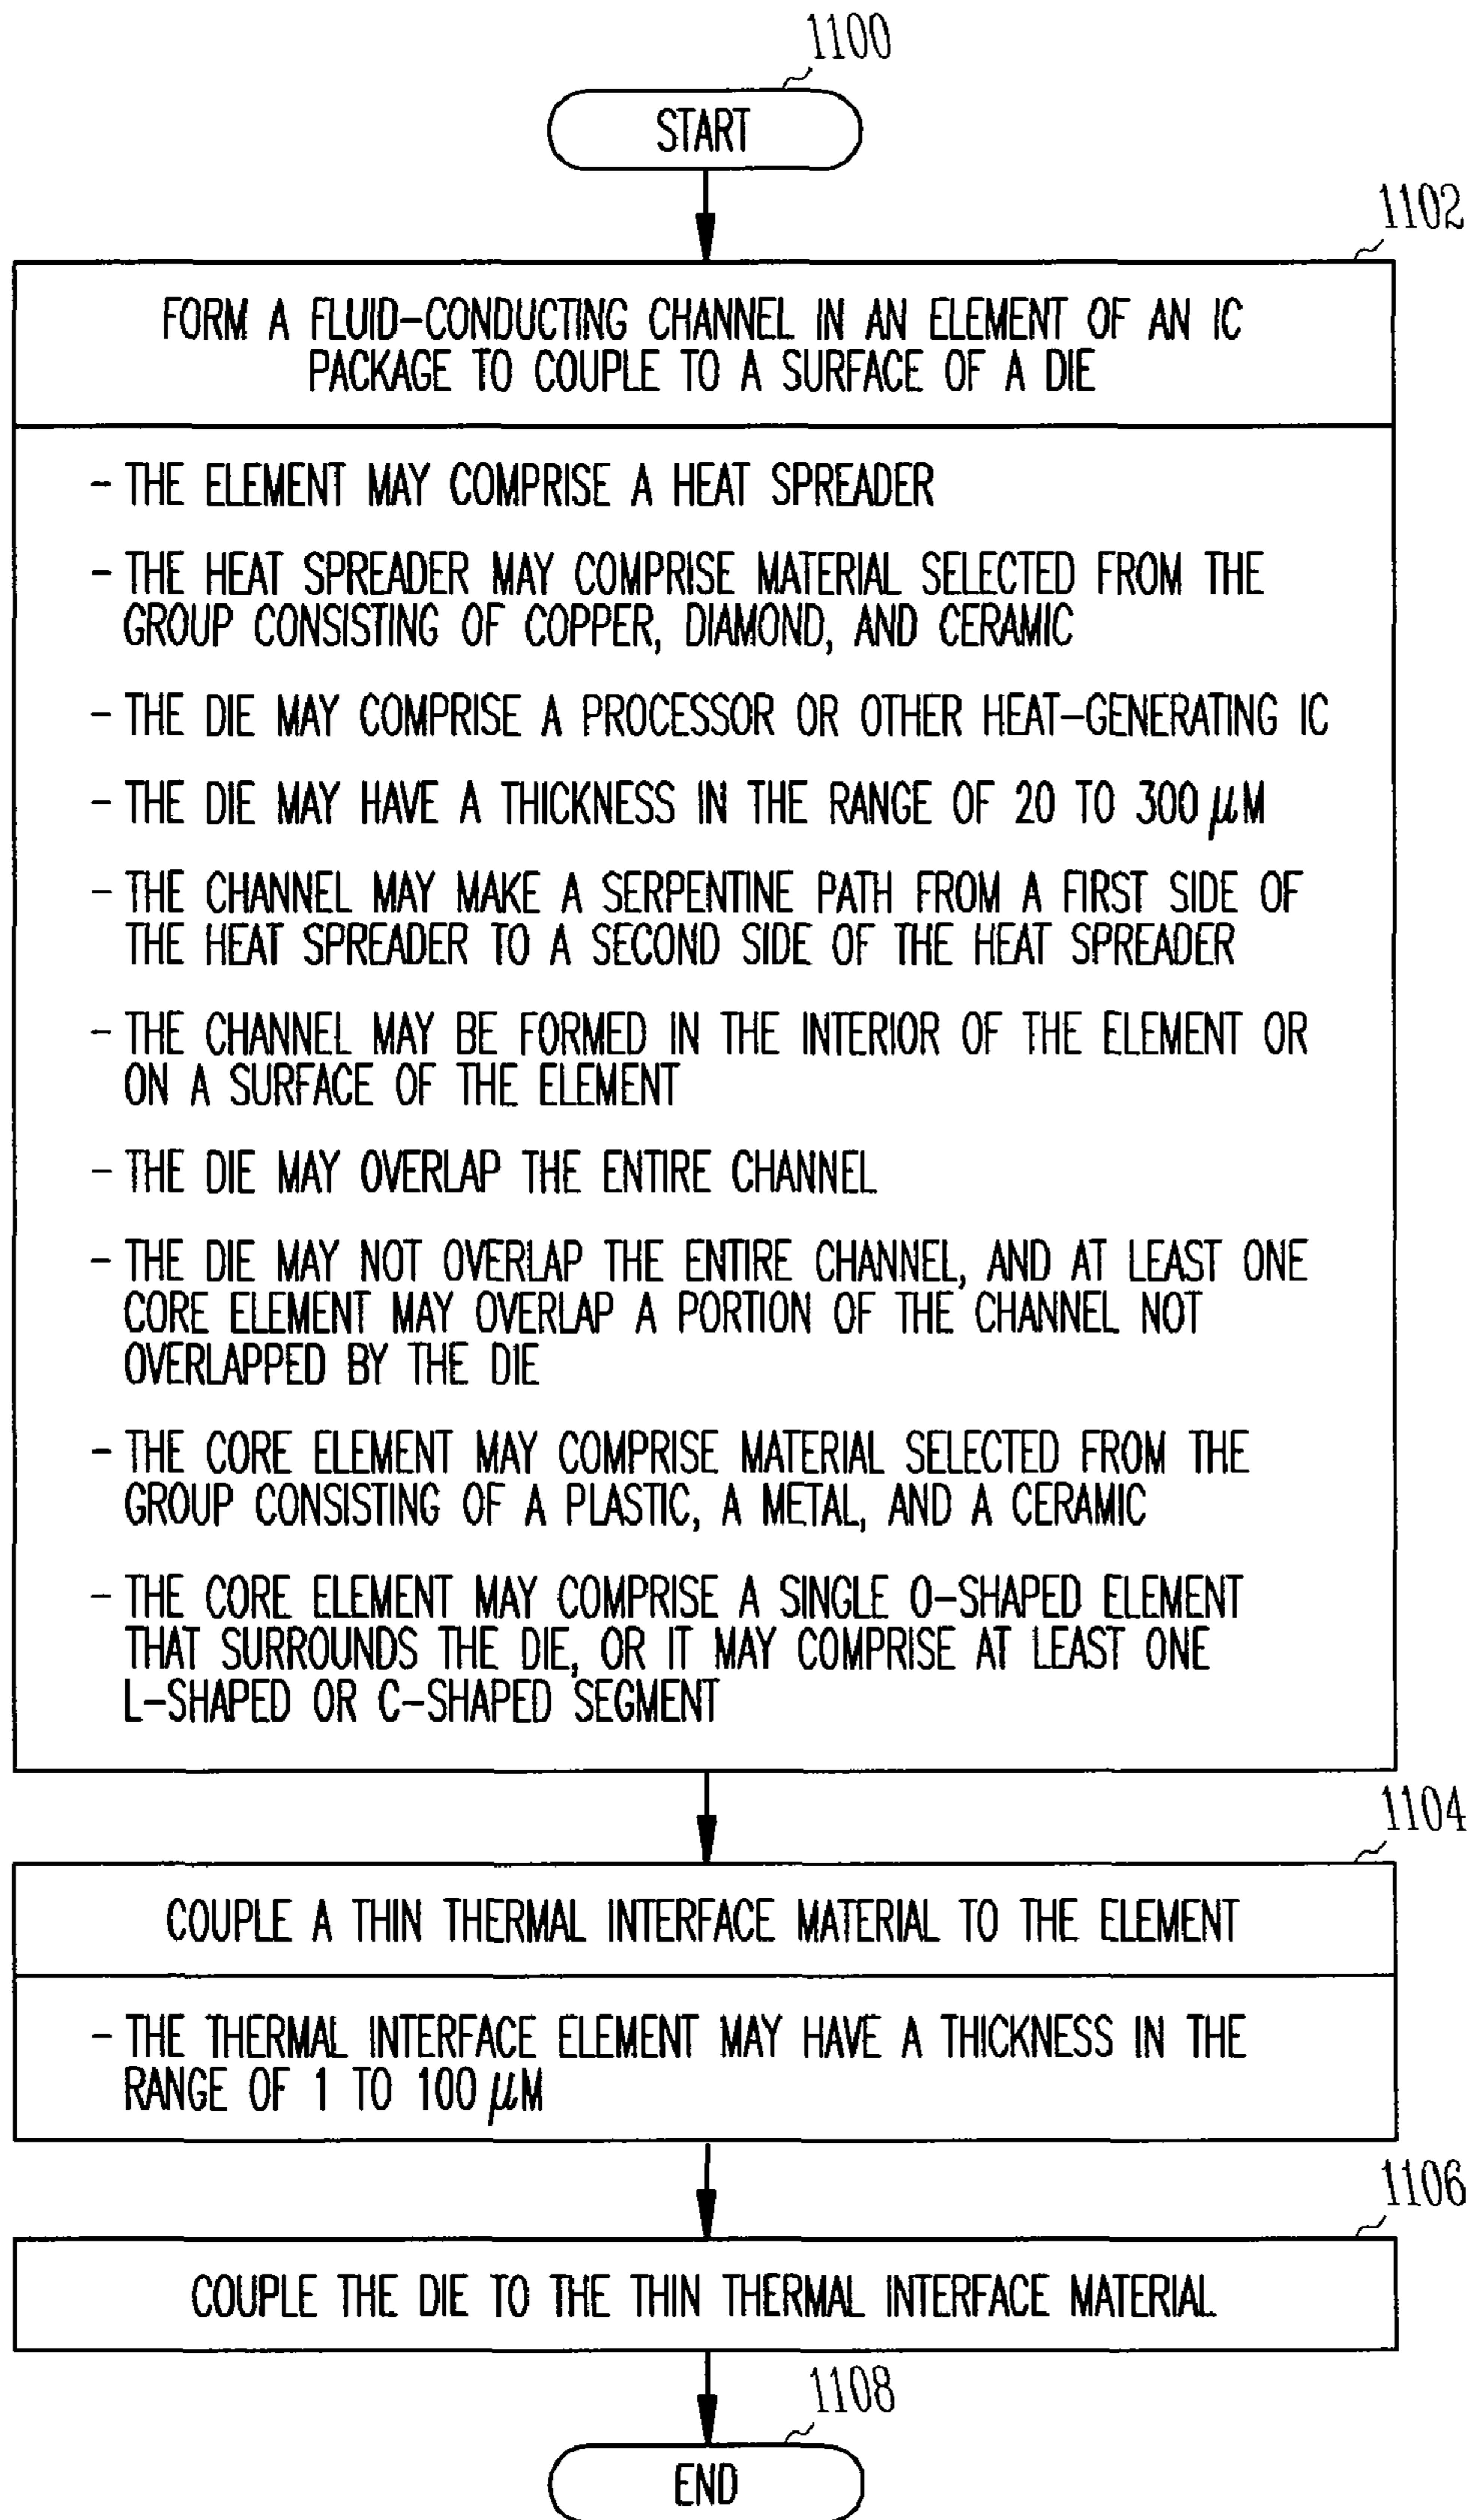 1100
START
1102
FORM A FLUID-CONDUCTING CHANNEL IN AN ELEMENT OF AN IC
PACKAGE TO COUPLE TO A SURFACE OF A DIE
- THE ELEMENT MAY COMPRISE A HEAT SPREADER
- THE HEAT SPREADER MAY COMPRISE MATERIAL SELECTED FROM THE
GROUP CONSISTING OF COPPER, DIAMOND, AND CERAMIC
- THE DIE MAY COMPRISE A PROCESSOR OR OTHER HEAT-GENERATING IC
- THE DIE MAY HAVE A THICKNESS IN THE RANGE OF 20 TO 300 μM
- THE CHANNEL MAY MAKE A SERPENTINE PATH FROM A FIRST SIDE OF
THE HEAT SPREADER TO A SECOND SIDE OF THE HEAT SPREADER
- THE CHANNEL MAY BE FORMED IN THE INTERIOR OF THE ELEMENT OR
ON A SURFACE OF THE ELEMENT
- THE DIE MAY OVERLAP THE ENTIRE CHANNEL
- THE DIE MAY NOT OVERLAP THE ENTIRE CHANNEL, AND AT LEAST ONE
CORE ELEMENT MAY OVERLAP A PORTION OF THE CHANNEL NOT
OVERLAPPED BY THE DIE
- THE CORE ELEMENT MAY COMPRISE MATERIAL SELECTED FROM THE
GROUP CONSISTING OF A PLASTIC, A METAL, AND A CERAMIC
- THE CORE ELEMENT MAY COMPRISE A SINGLE O-SHAPED ELEMENT
THAT SURROUNDS THE DIE, OR IT MAY COMPRISE AT LEAST ONE
L-SHAPED OR C-SHAPED SEGMENT
1104
COUPLE A THIN THERMAL INTERFACE MATERIAL TO THE ELEMENT
- THE THERMAL INTERFACE ELEMENT MAY HAVE A THICKNESS IN THE
RANGE OF 1 TO 100 μM
1106
COUPLE THE DIE TO THE THIN THERMAL INTERFACE MATERIAL
1108
END